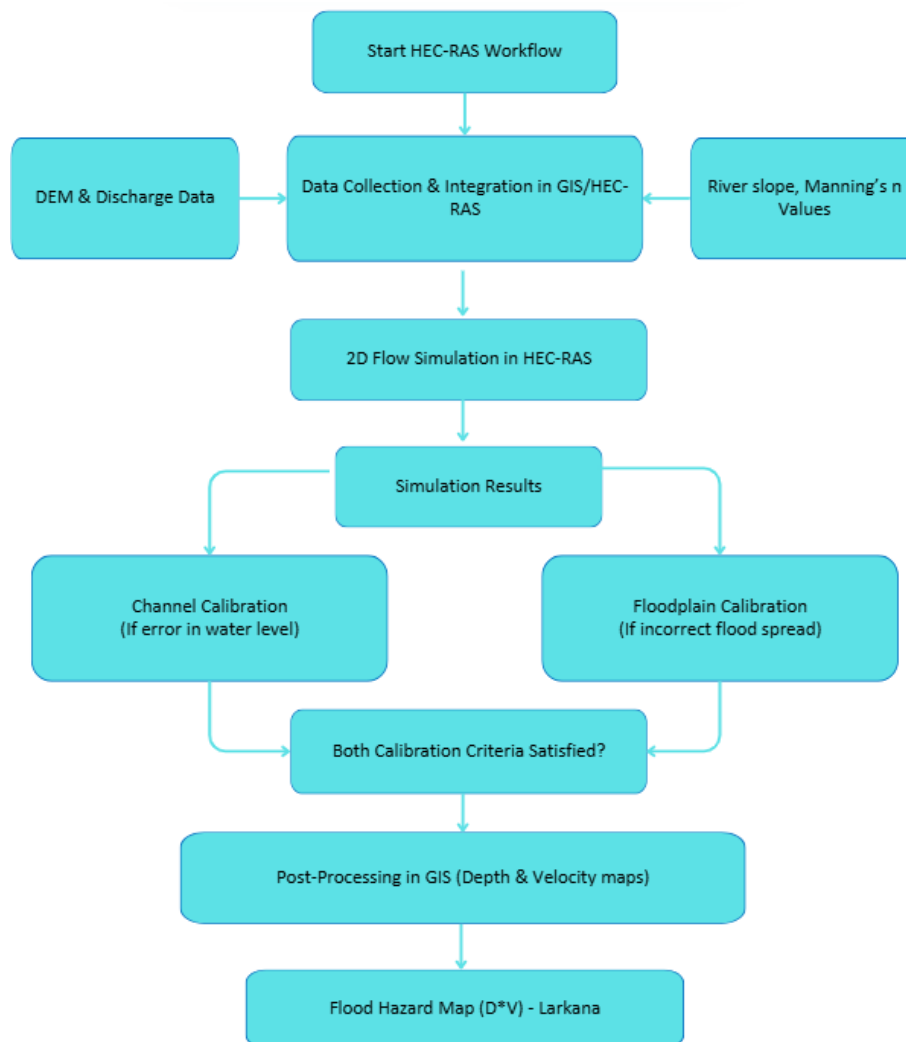 Start HEC-RAS Workflow
DEM & Discharge Data
Data Collection & Integration in GIS/HEC-
RAS
River slope, Manning's n
Values
2D Flow Simulation in HEC-RAS
Simulation Results
Channel Calibration
(If error in water level)
Floodplain Calibration
(If incorrect flood spread)
Both Calibration Criteria Satisfied?
Post-Processing in GIS (Depth & Velocity maps)
Flood Hazard Map (D*V) - Larkana